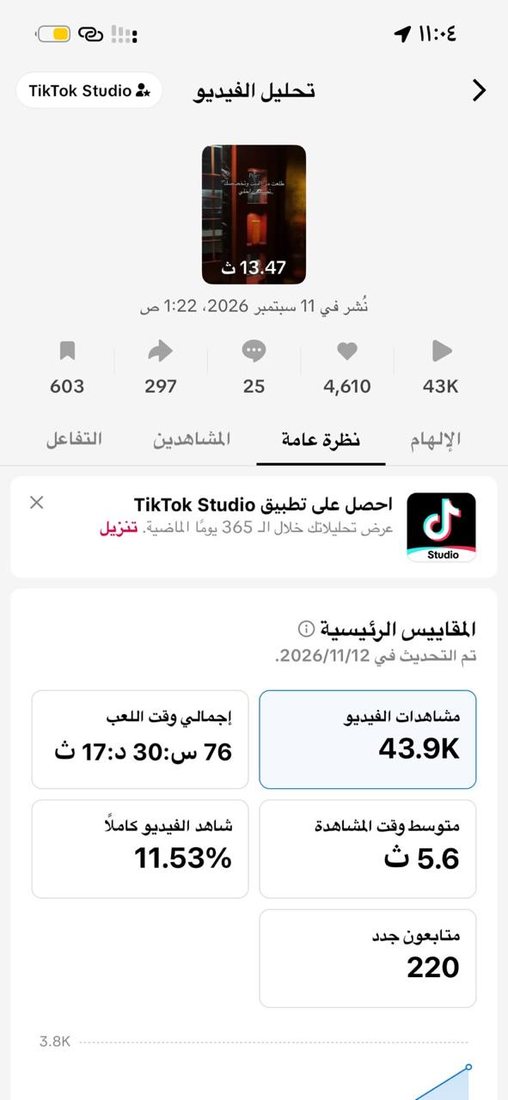 ١١:٠٤
تحليل الفيديو
TikTok Studio
13.47 ث
نُشر في 11 سبتمبر 2026، 1:22 ص
43K
4,610
25
297
603
الإلهام
نظرة عامة
المشاهدين
التفاعل
احصل على تطبيق TikTok Studio
عرض تحليلاتك خلال الـ 365 يومًا الماضية. تنزيل
Studio
المقاييس الرئيسية
تم التحديث في 2026/11/12.
مشاهدات الفيديو
43.9K
إجمالي وقت اللعب
76 س:30 د:17 ث
متوسط وقت المشاهدة
5.6 ث
شاهد الفيديو كاملاً
11.53%
متابعون جدد
220
3.8K